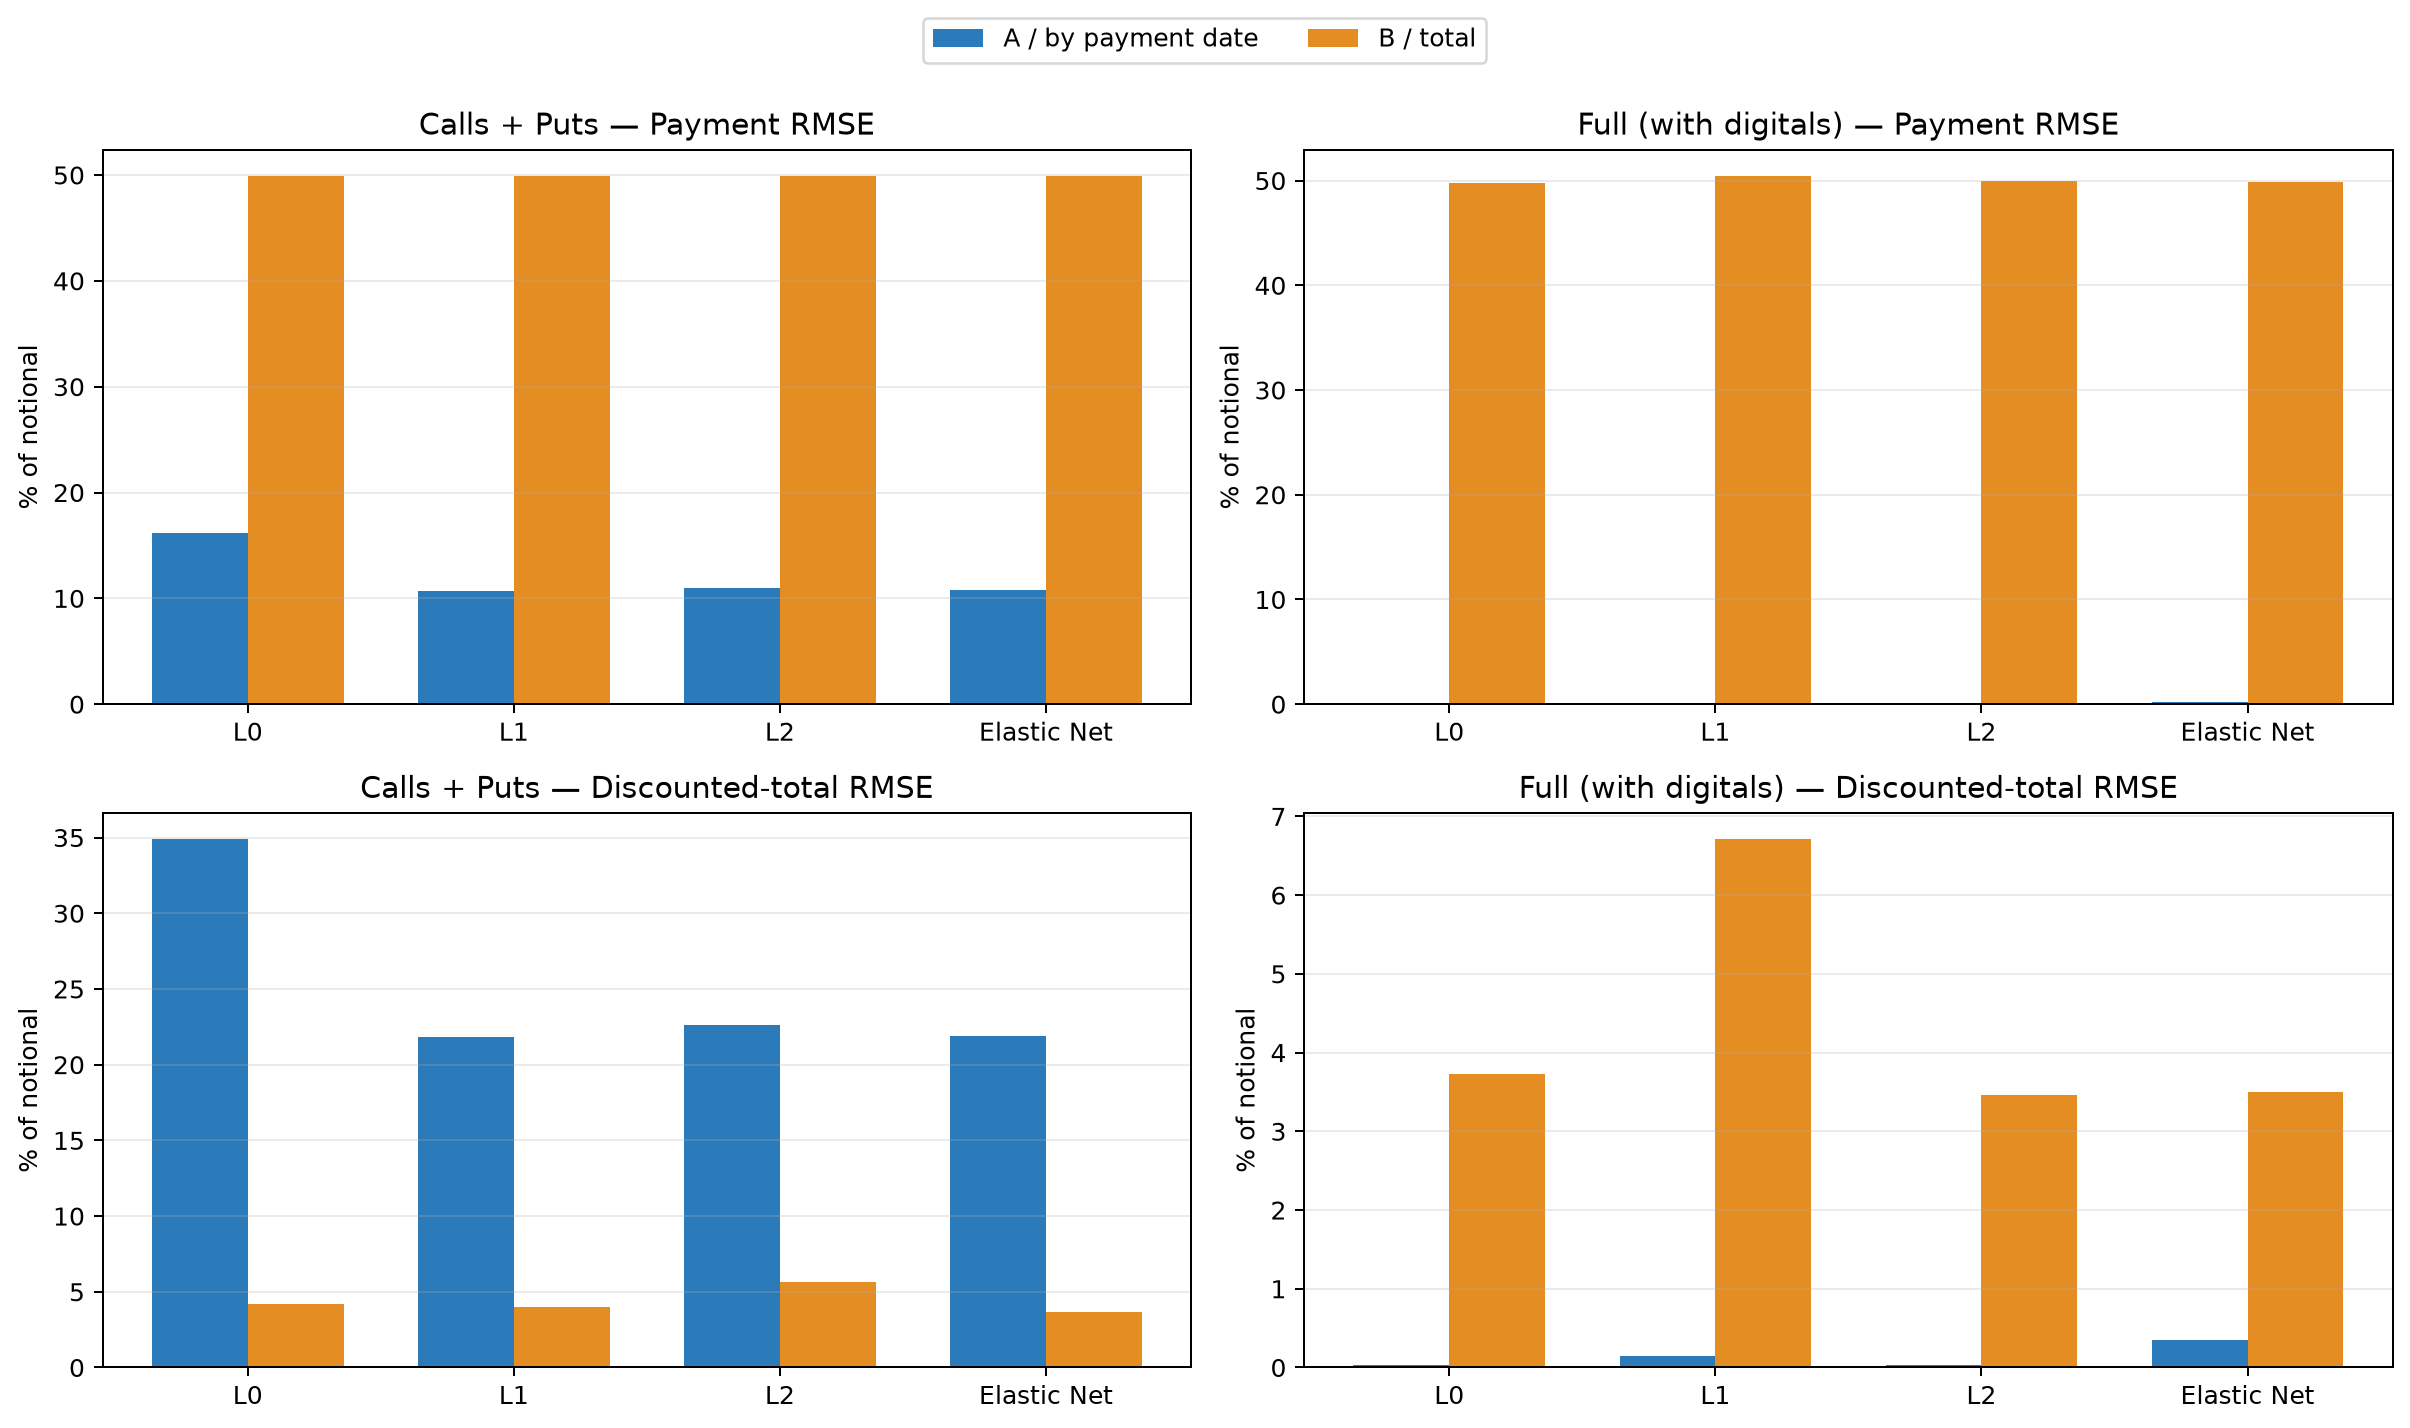 A / by payment date B / total
Calls + Puts — Payment RMSE
% of notional
50
40
30
20
10
0
L0 L1 L2 Elastic Net
Full (with digitals) — Payment RMSE
% of notional
50
40
30
20
10
0
L0 L1 L2 Elastic Net
Calls + Puts — Discounted-total RMSE
% of notional
35
30
25
20
15
10
5
0
L0 L1 L2 Elastic Net
Full (with digitals) — Discounted-total RMSE
% of notional
7
6
5
4
3
2
1
0
L0 L1 L2 Elastic Net